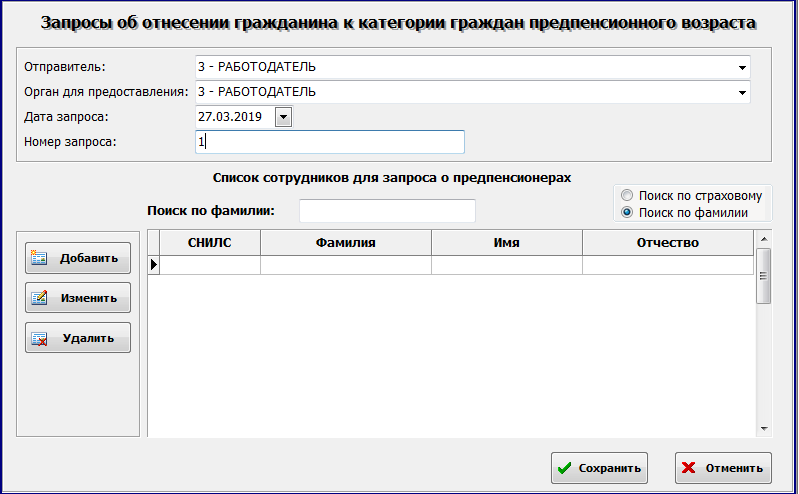 Запросы об отнесении гражданина к категории граждан предпенсионного возраста
Отправитель: 3 - РАБОТОДАТЕЛЬ
Орган для предоставления: 3 - РАБОТОДАТЕЛЬ
Дата запроса: 27.03.2019
Номер запроса: 1
Список сотрудников для запроса о предпенсионерах
Поиск по страховому
Поиск по фамилии: Поиск по фамилии
СНИЛС Фамилия Имя Отчество
Добавить
Изменить
Удалить
Сохранить Отменить